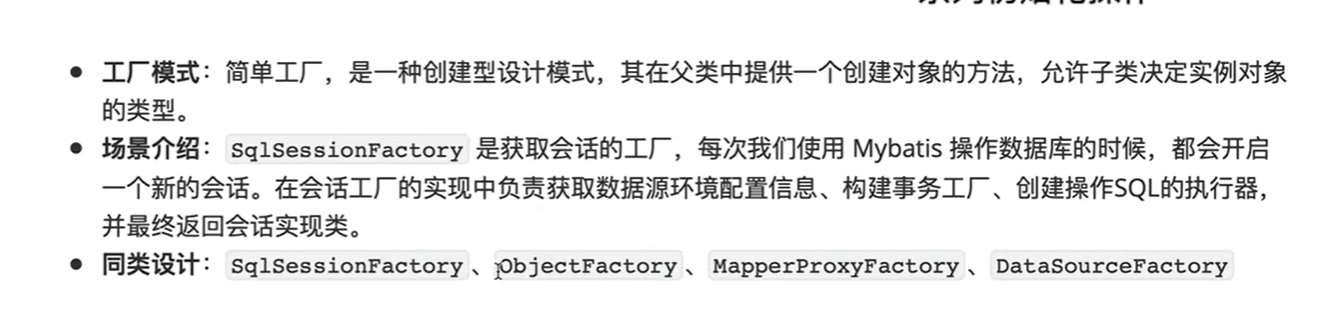 工厂模式：简单工厂，是一种创建型设计模式，其在父类中提供一个创建对象的方法，允许子类决定实例对象
的类型。
场景介绍：SqlSessionFactory 是获取会话的工厂，每次我们使用 Mybatis 操作数据库的时候，都会开启
一个新的会话。在会话工厂的实现中负责获取数据源环境配置信息、构建事务工厂、创建操作SQL的执行器，
并最终返回会话实现类。
同类设计：SqlSessionFactory、ObjectFactory、MapperProxyFactory、DataSourceFactory